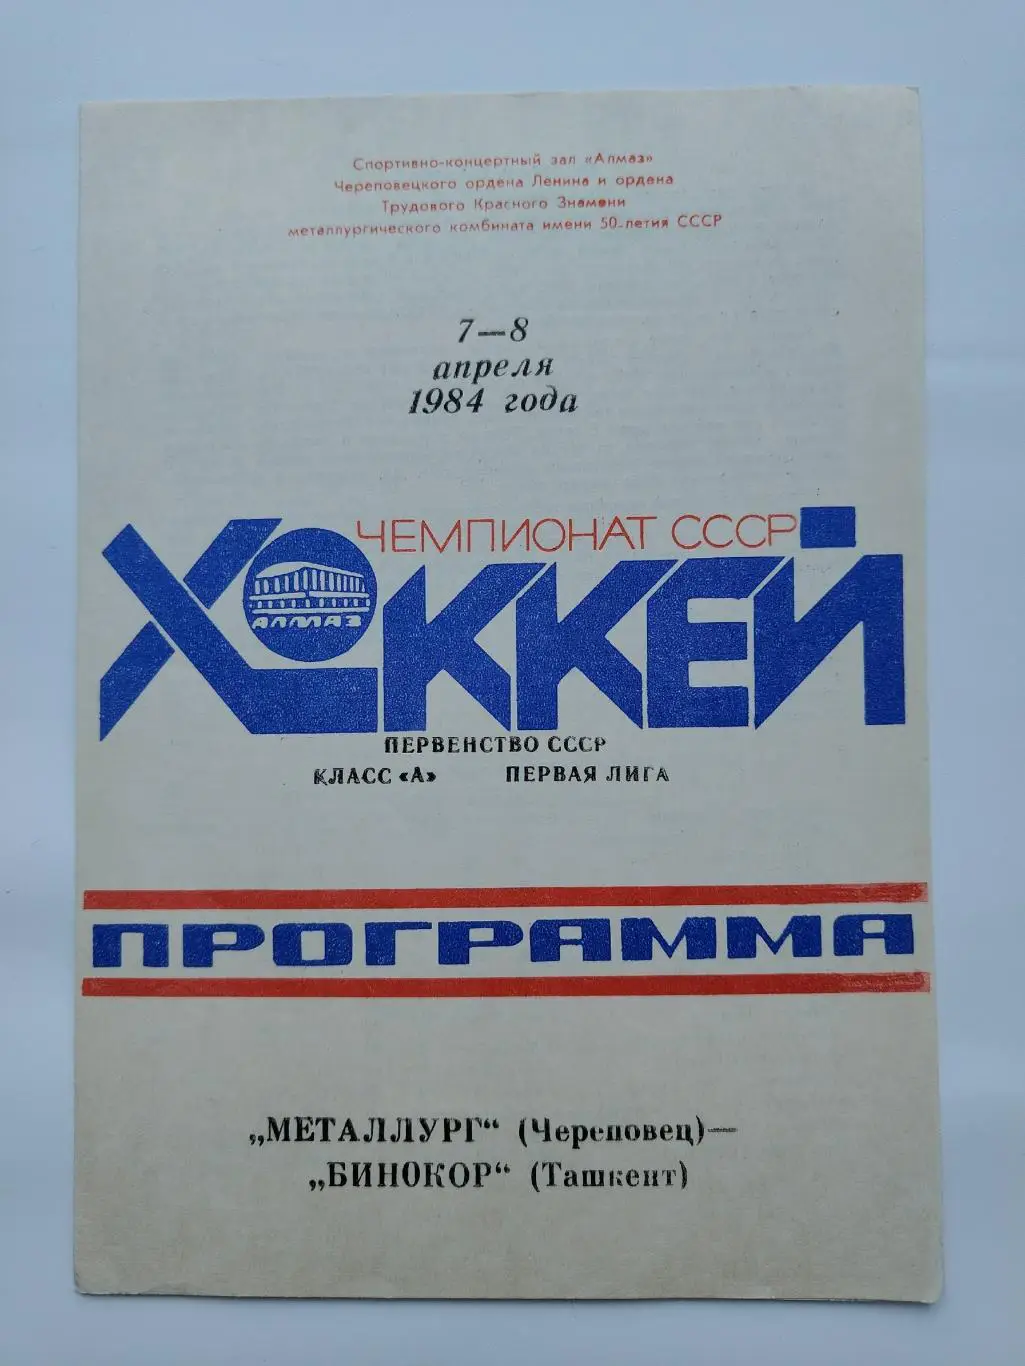 Спортивно-концертный зал «Алмаз»
Череповецкого ордена Ленина и ордена
Трудового Красного Знамени
металлургического комбината имени 50-летия СССР
7—8
апреля
1984 года
ЧЕМПИОНАТ СССР
ХОККЕЙ
АЛМАЗ
ПЕРВЕНСТВО СССР
КЛАСС «А» ПЕРВАЯ ЛИГА
ПРОГРАММА
„МЕТАЛЛУРГ“ (Череповец)—
„БИНОКОР“ (Ташкент)